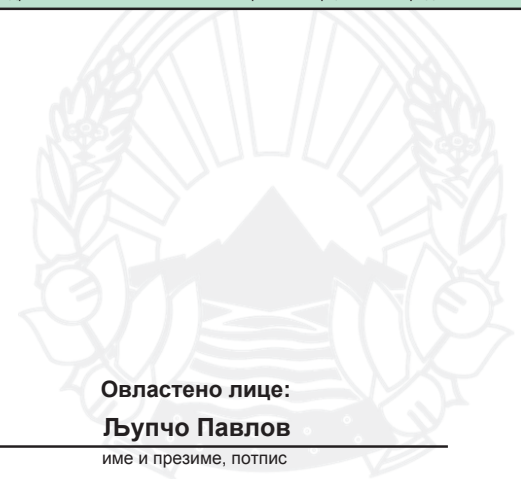 Овластено лице:
Љупчо Павлов
име и презиме, потпис